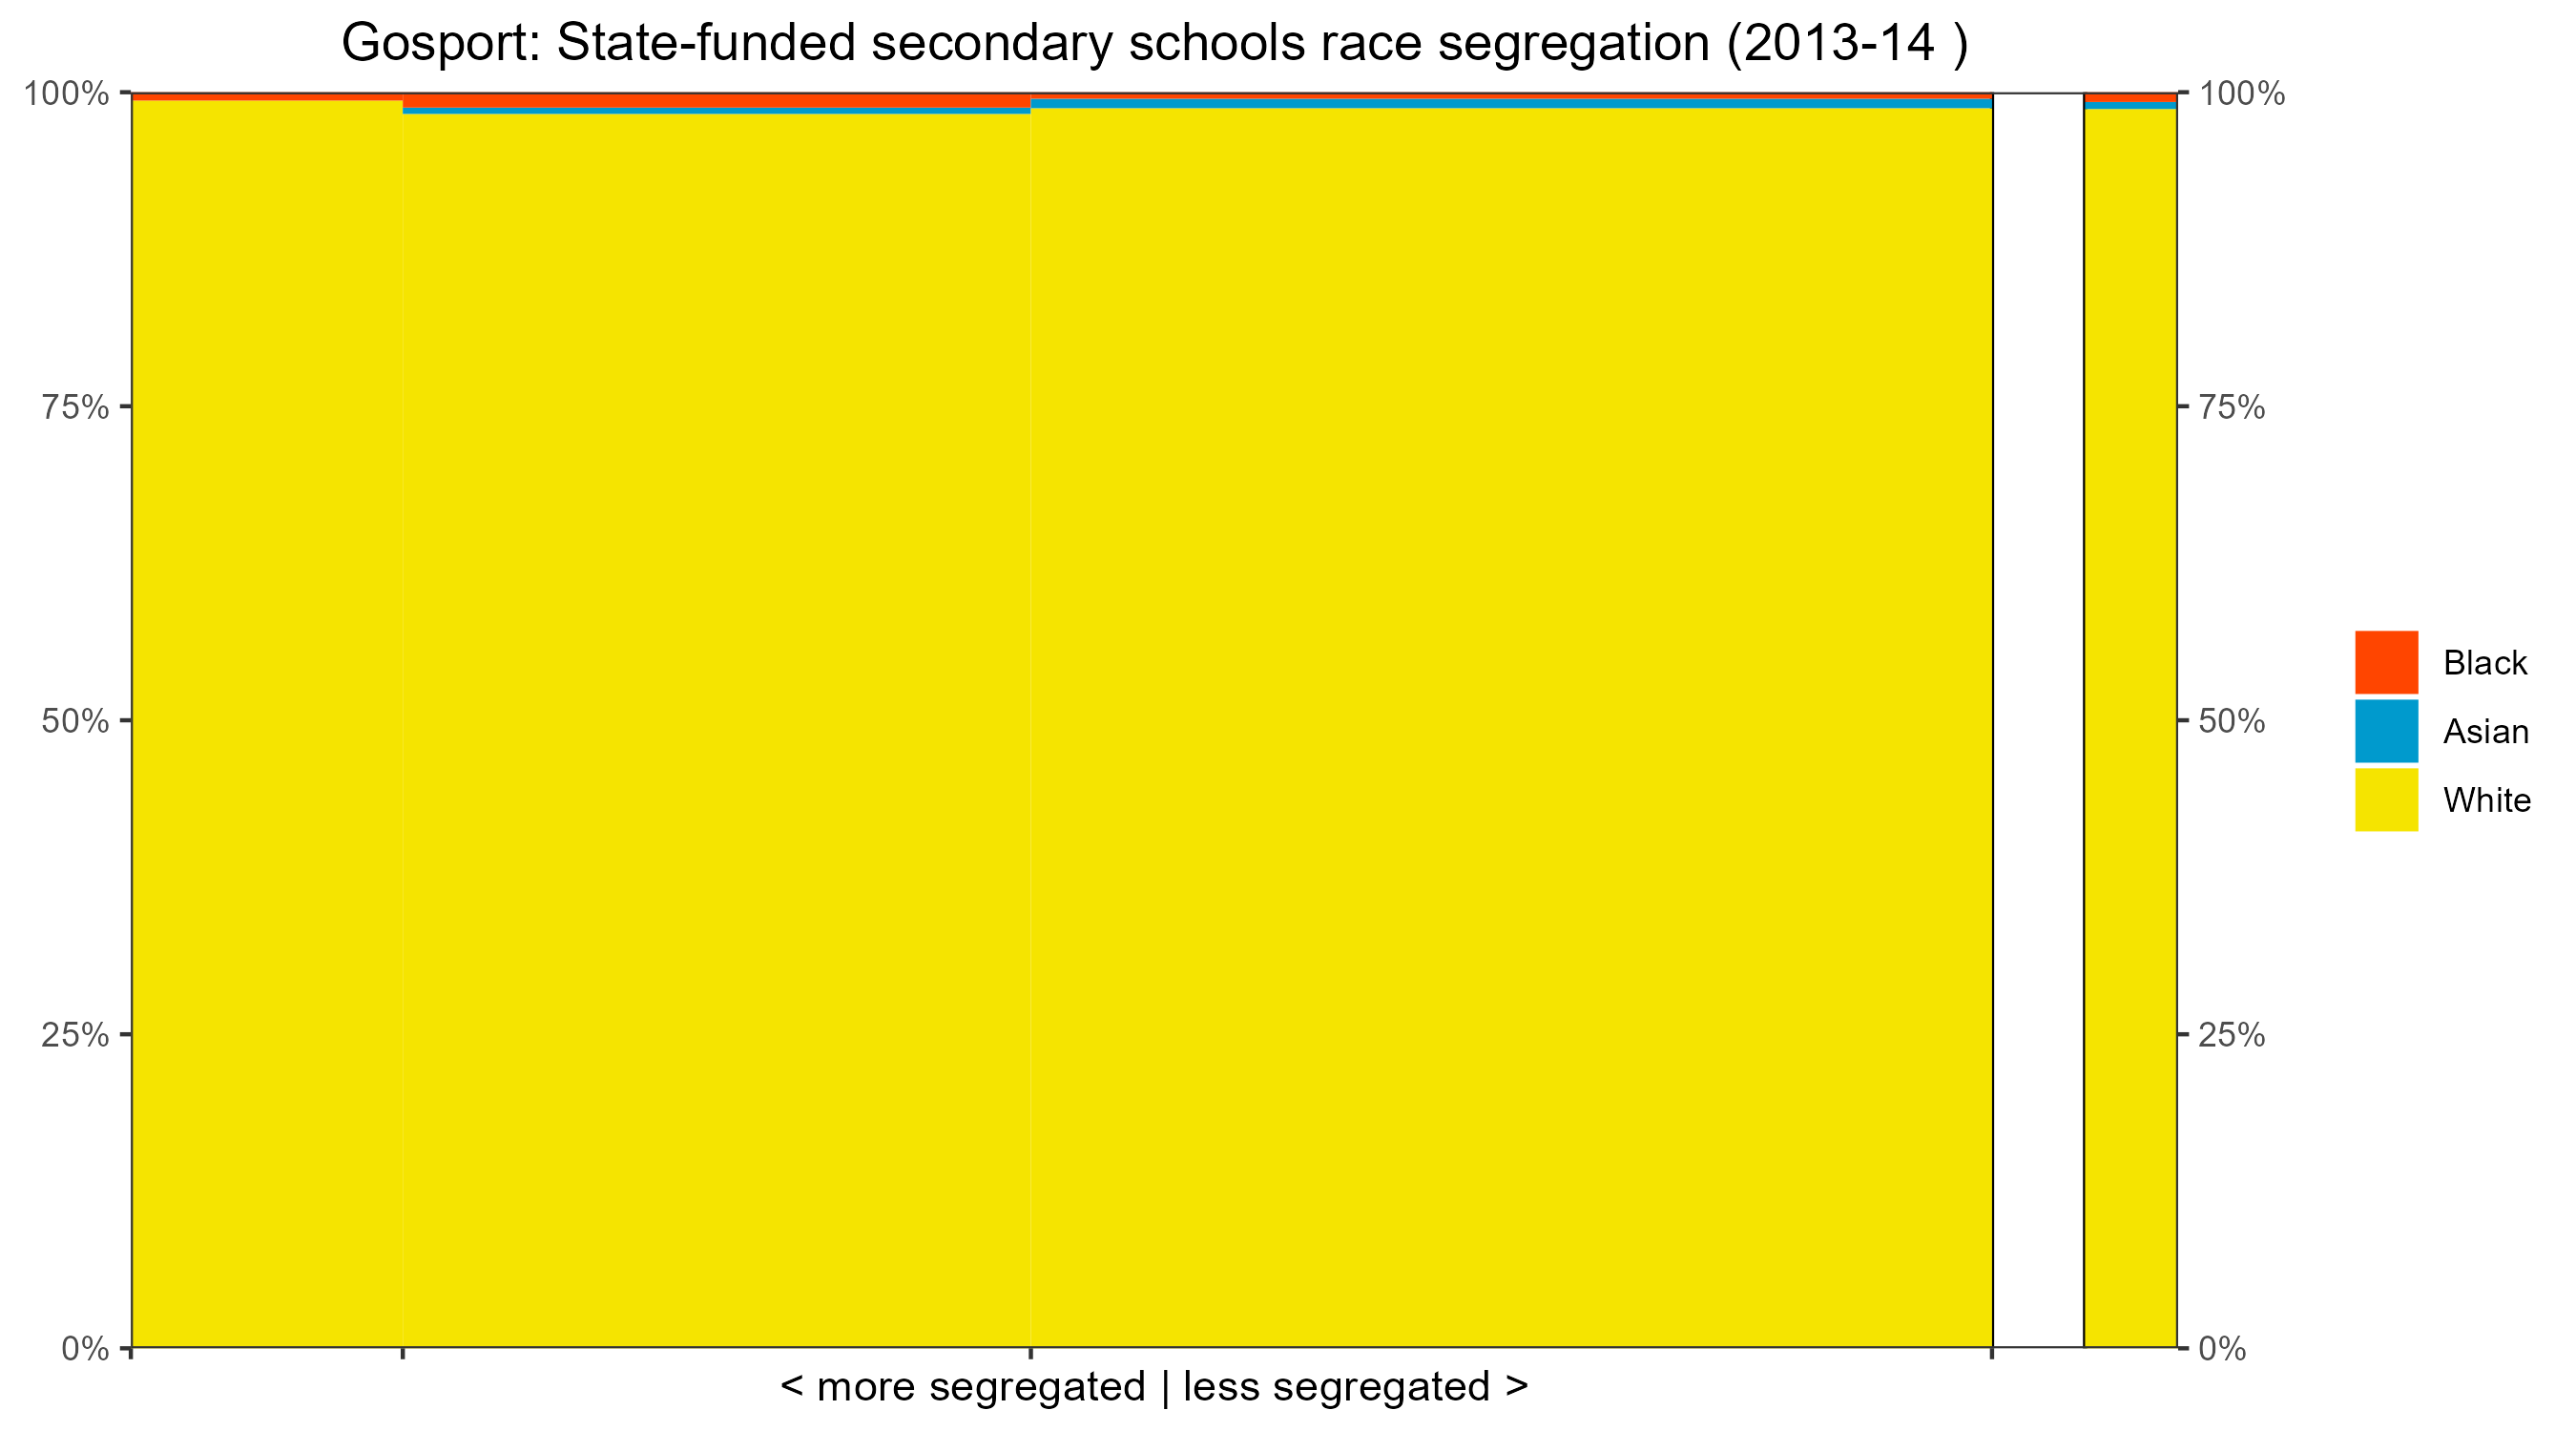 Gosport: State-funded secondary schools race segregation (2013-14 )
100%
75%
50%
25%
0%
100%
75%
50%
25%
0%
Black
Asian
White
< more segregated | less segregated >